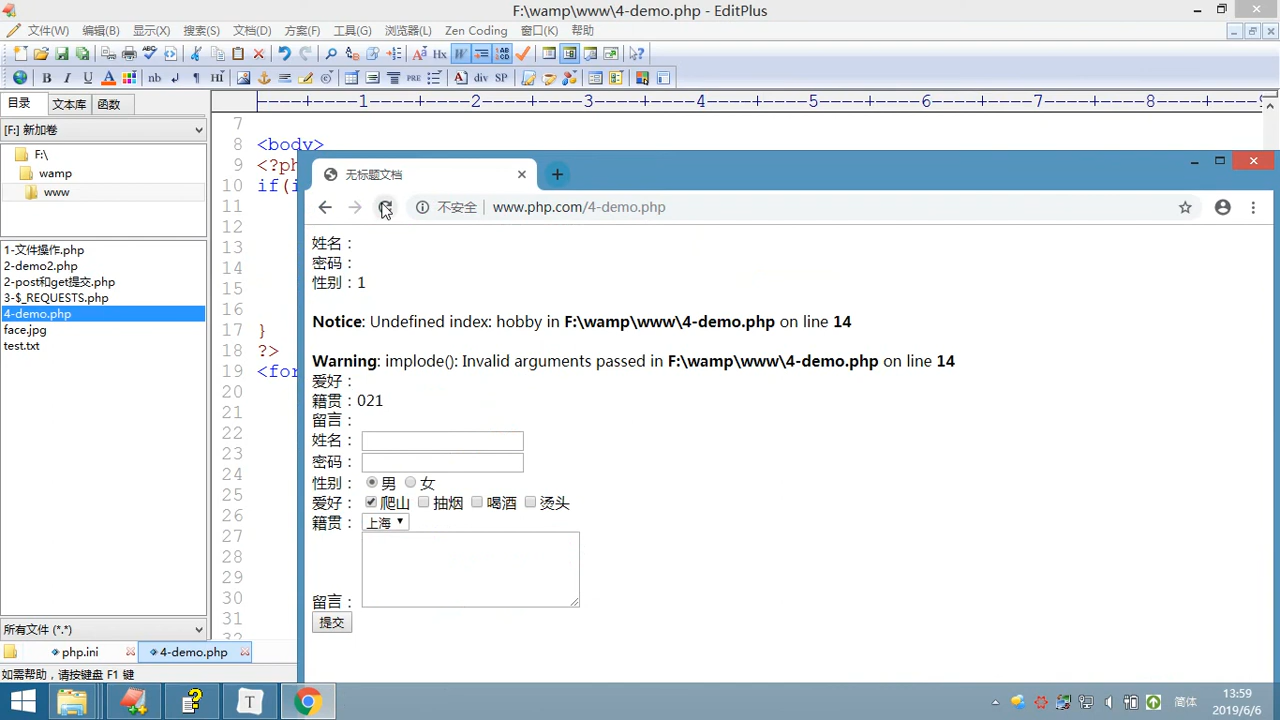 F:\wamp\www\4-demo.php - EditPlus
文件(W) 编辑(B) 显示(X) 搜索(S) 文档(D) 方案(F) 工具(G) 浏览器(L) Zen Coding 窗口(K) 帮助
目录 文本库 函数
----+----1----+----2----+----3----+----4----+----5----+----6----+----7----+----8----+----9
[F:] 新加卷
F:\
wamp
www
1-文件操作.php
2-demo2.php
2-post和get提交.php
3-$_REQUESTS.php
4-demo.php
face.jpg
test.txt
所有文件 (*.*)
7
8 <body>
9 <?ph
10 if(i
11
12
13
14
15
16
17 }
18 ?>
19 <for
20
21
22
23
24
25
26
27
28
29
30
31
32
无标题文档
不安全 www.php.com/4-demo.php
姓名：
密码：
性别：1
Notice: Undefined index: hobby in F:\wamp\www\4-demo.php on line 14
Warning: implode(): Invalid arguments passed in F:\wamp\www\4-demo.php on line 14
爱好：
籍贯：021
留言：
姓名：
密码：
性别： 男 女
爱好： 爬山 抽烟 喝酒 烫头
籍贯： 上海
留言：
提交
php.ini 4-demo.php
如需帮助，请按键盘 F1 键
简体
13:59
2019/6/6